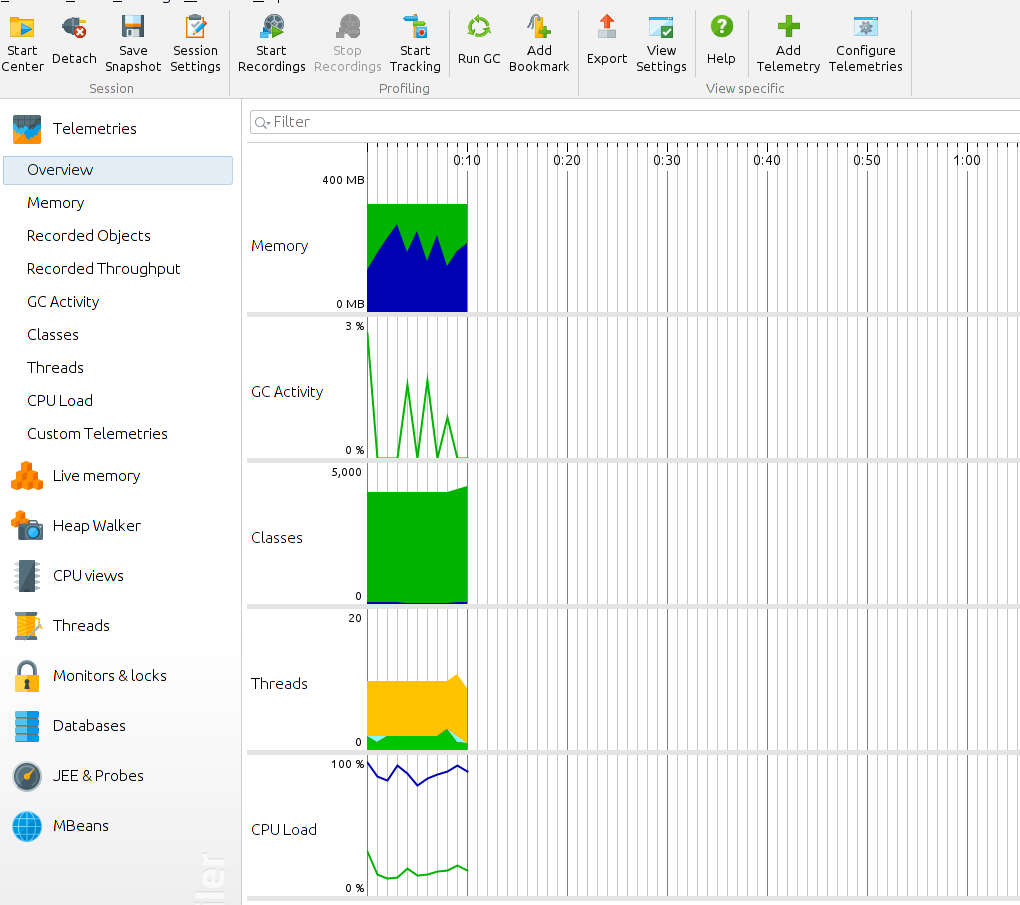 Start Center
Detach
Save Snapshot
Session Settings
Start Recordings
Stop Recordings
Start Tracking
Run GC
Add Bookmark
Export
View Settings
Help
Add Telemetry
Configure Telemetries
Session
Profiling
View specific
Telemetries
Overview
Memory
Recorded Objects
Recorded Throughput
GC Activity
Classes
Threads
CPU Load
Custom Telemetries
Live memory
Heap Walker
CPU views
Threads
Monitors & locks
Databases
JEE & Probes
MBeans
Filter
0:10 0:20 0:30 0:40 0:50 1:00
400 MB
Memory
0 MB
3 %
GC Activity
0 %
5,000
Classes
0
20
Threads
0
100 %
CPU Load
0 %